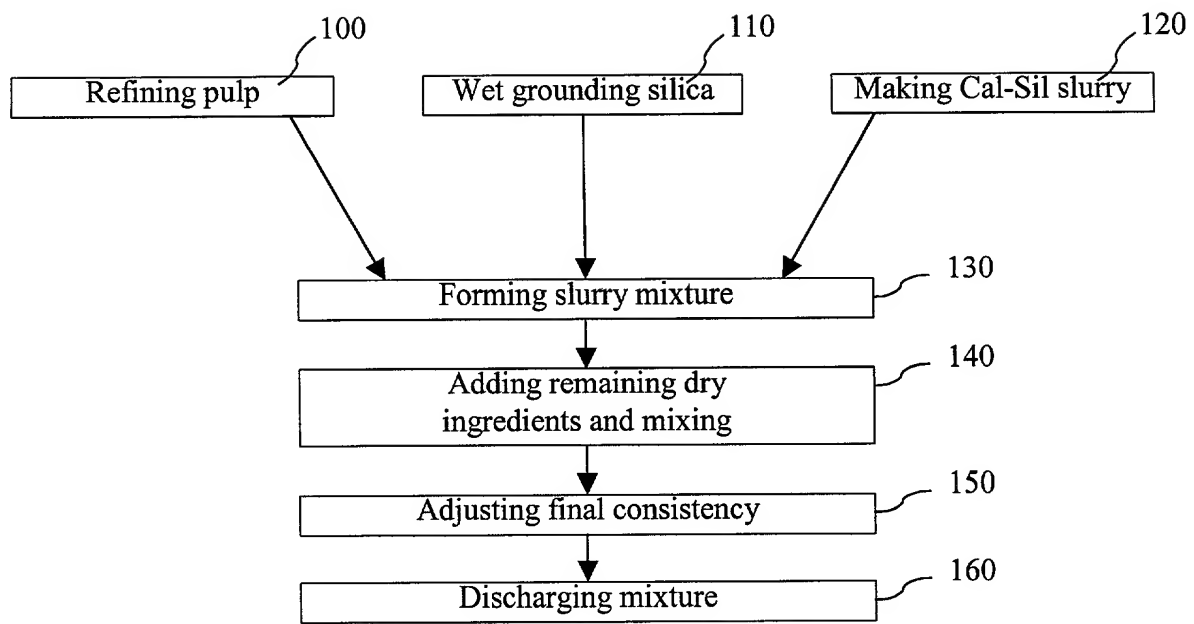 100
110
120
Refining pulp
Wet grounding silica
Making Cal-Sil slurry
130
Forming slurry mixture
140
Adding remaining dry
ingredients and mixing
150
Adjusting final consistency
160
Discharging mixture